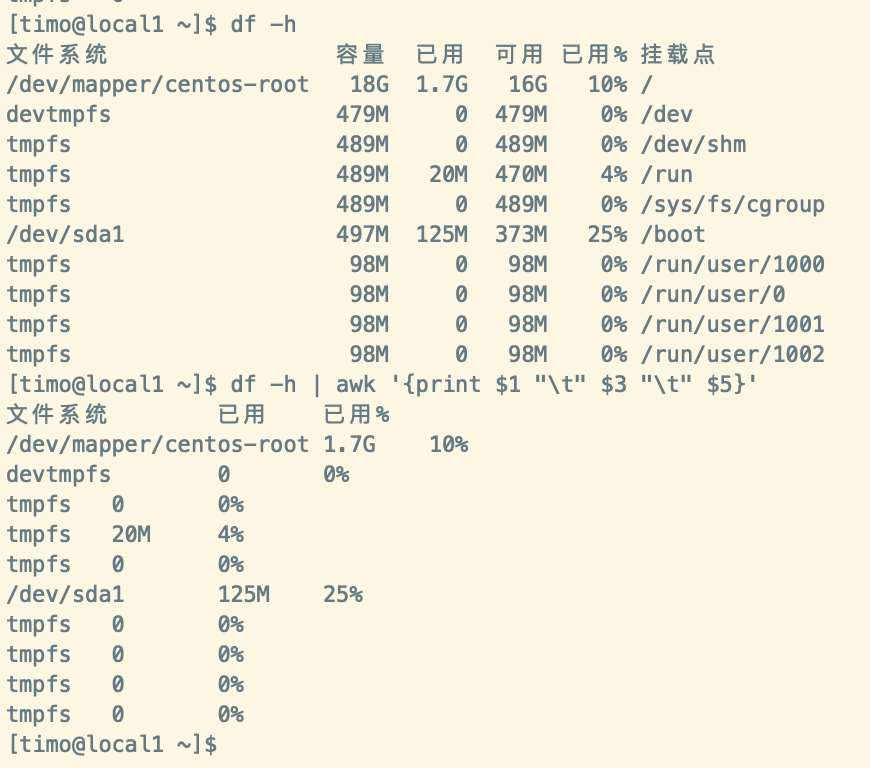 [timo@local1 ~]$ df -h
文件系统 容量 已用 可用 已用% 挂载点
/dev/mapper/centos-root 18G 1.7G 16G 10% /
devtmpfs 479M 0 479M 0% /dev
tmpfs 489M 0 489M 0% /dev/shm
tmpfs 489M 20M 470M 4% /run
tmpfs 489M 0 489M 0% /sys/fs/cgroup
/dev/sda1 497M 125M 373M 25% /boot
tmpfs 98M 0 98M 0% /run/user/1000
tmpfs 98M 0 98M 0% /run/user/0
tmpfs 98M 0 98M 0% /run/user/1001
tmpfs 98M 0 98M 0% /run/user/1002
[timo@local1 ~]$ df -h | awk '{print $1 "\t" $3 "\t" $5}'
文件系统 已用 已用%
/dev/mapper/centos-root 1.7G 10%
devtmpfs 0 0%
tmpfs 0 0%
tmpfs 20M 4%
tmpfs 0 0%
/dev/sda1 125M 25%
tmpfs 0 0%
tmpfs 0 0%
tmpfs 0 0%
tmpfs 0 0%
[timo@local1 ~]$